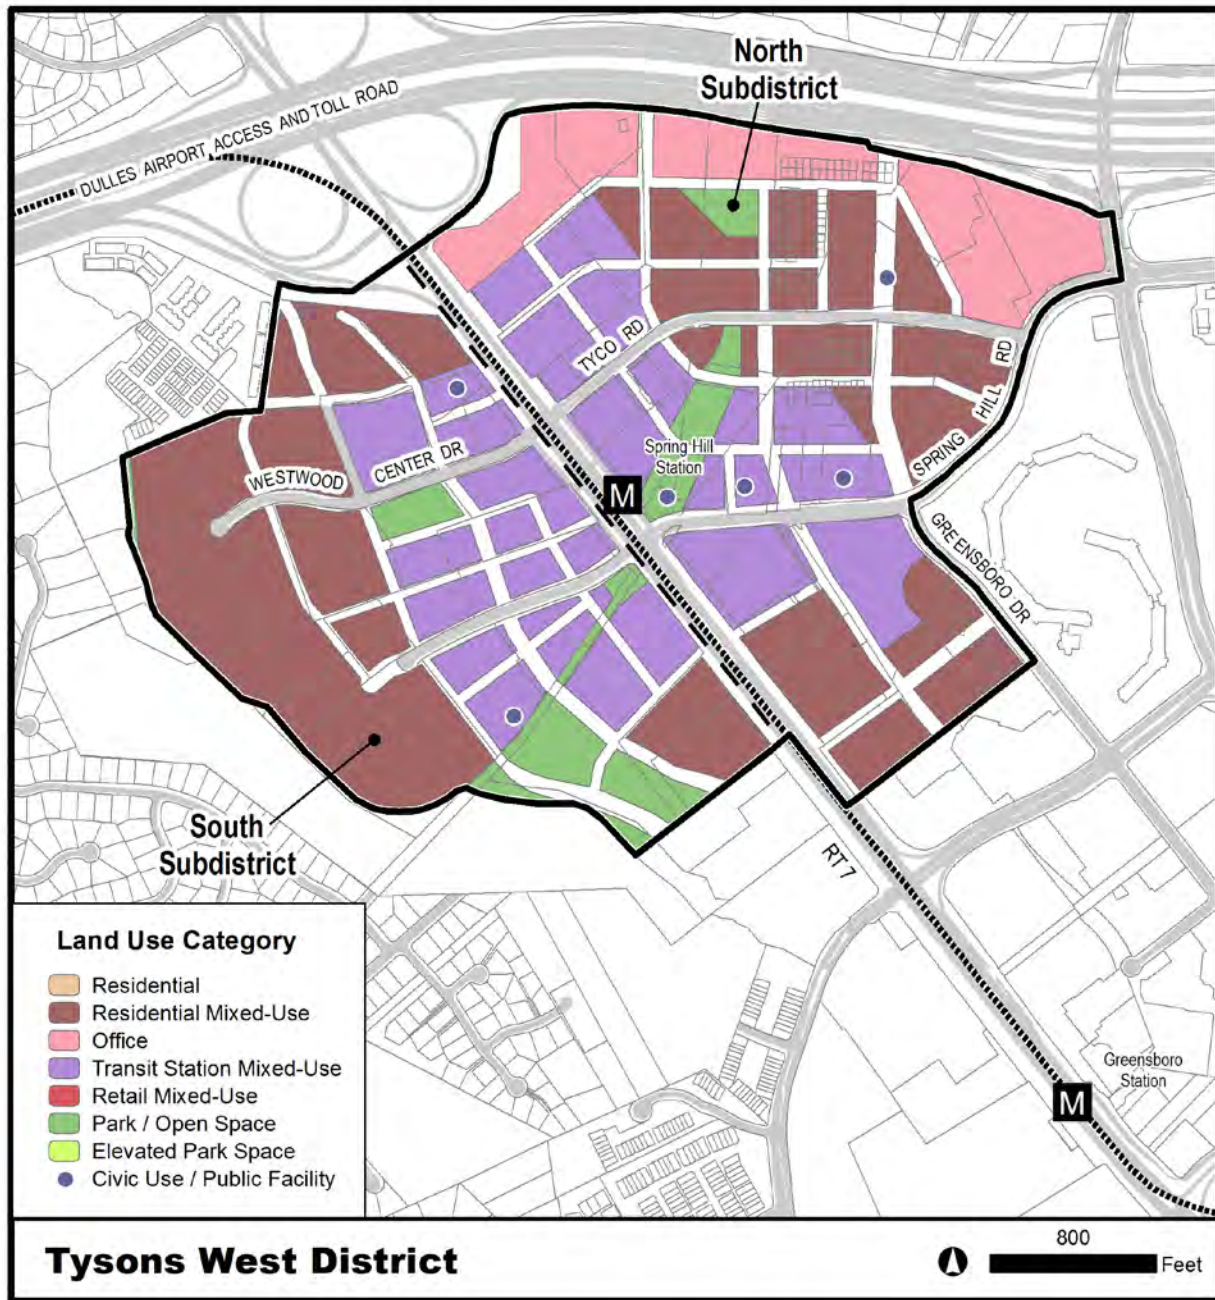 North
Subdistrict
DULLES AIRPORT ACCESS AND TOLL ROAD
TYCO RD
SPRING HILL RD
WESTWOOD CENTER DR
Spring Hill
Station
M
GREENSBORO DR
South
Subdistrict
RT 7
Greensboro
Station
M
Land Use Category
Residential
Residential Mixed-Use
Office
Transit Station Mixed-Use
Retail Mixed-Use
Park / Open Space
Elevated Park Space
Civic Use / Public Facility
Tysons West District
800
Feet